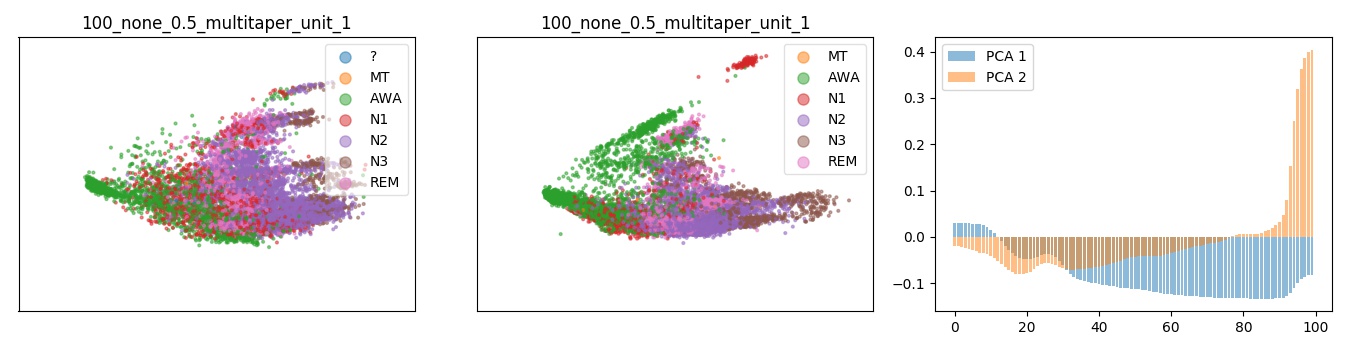 100_none_0.5_multitaper_unit_1
?
MT
AWA
N1
N2
N3
REM
100_none_0.5_multitaper_unit_1
MT
AWA
N1
N2
N3
REM
PCA 1
PCA 2
0.4
0.3
0.2
0.1
0.0
−0.1
0 20 40 60 80 100